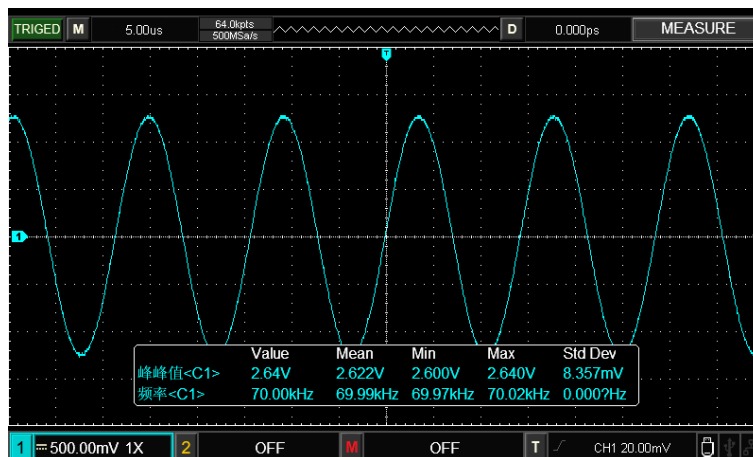 TRIGED M 5.00us 64.0kpts D 0.000ps MEASURE
500MSa/s
T
1
Value Mean Min Max Std Dev
峰峰值<C1> 2.64V 2.622V 2.600V 2.640V 8.357mV
频率<C1> 70.00kHz 69.99kHz 69.97kHz 70.02kHz 0.000?Hz
1 500.00mV 1X 2 OFF M OFF T CH1 20.00mV